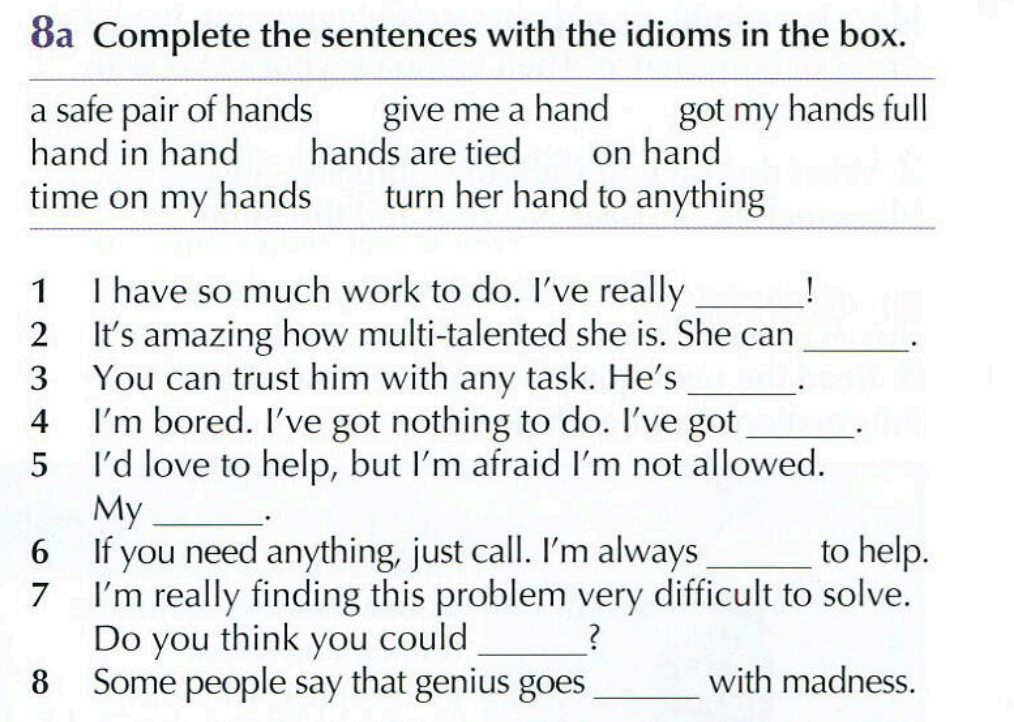 8a Complete the sentences with the idioms in the box.
a safe pair of hands give me a hand got my hands full
hand in hand hands are tied on hand
time on my hands turn her hand to anything
1 I have so much work to do. I've really ______!
2 It's amazing how multi-talented she is. She can ______.
3 You can trust him with any task. He's ______.
4 I'm bored. I've got nothing to do. I've got ______.
5 I'd love to help, but I'm afraid I'm not allowed.
My ______.
6 If you need anything, just call. I'm always ______ to help.
7 I'm really finding this problem very difficult to solve.
Do you think you could ______?
8 Some people say that genius goes ______ with madness.